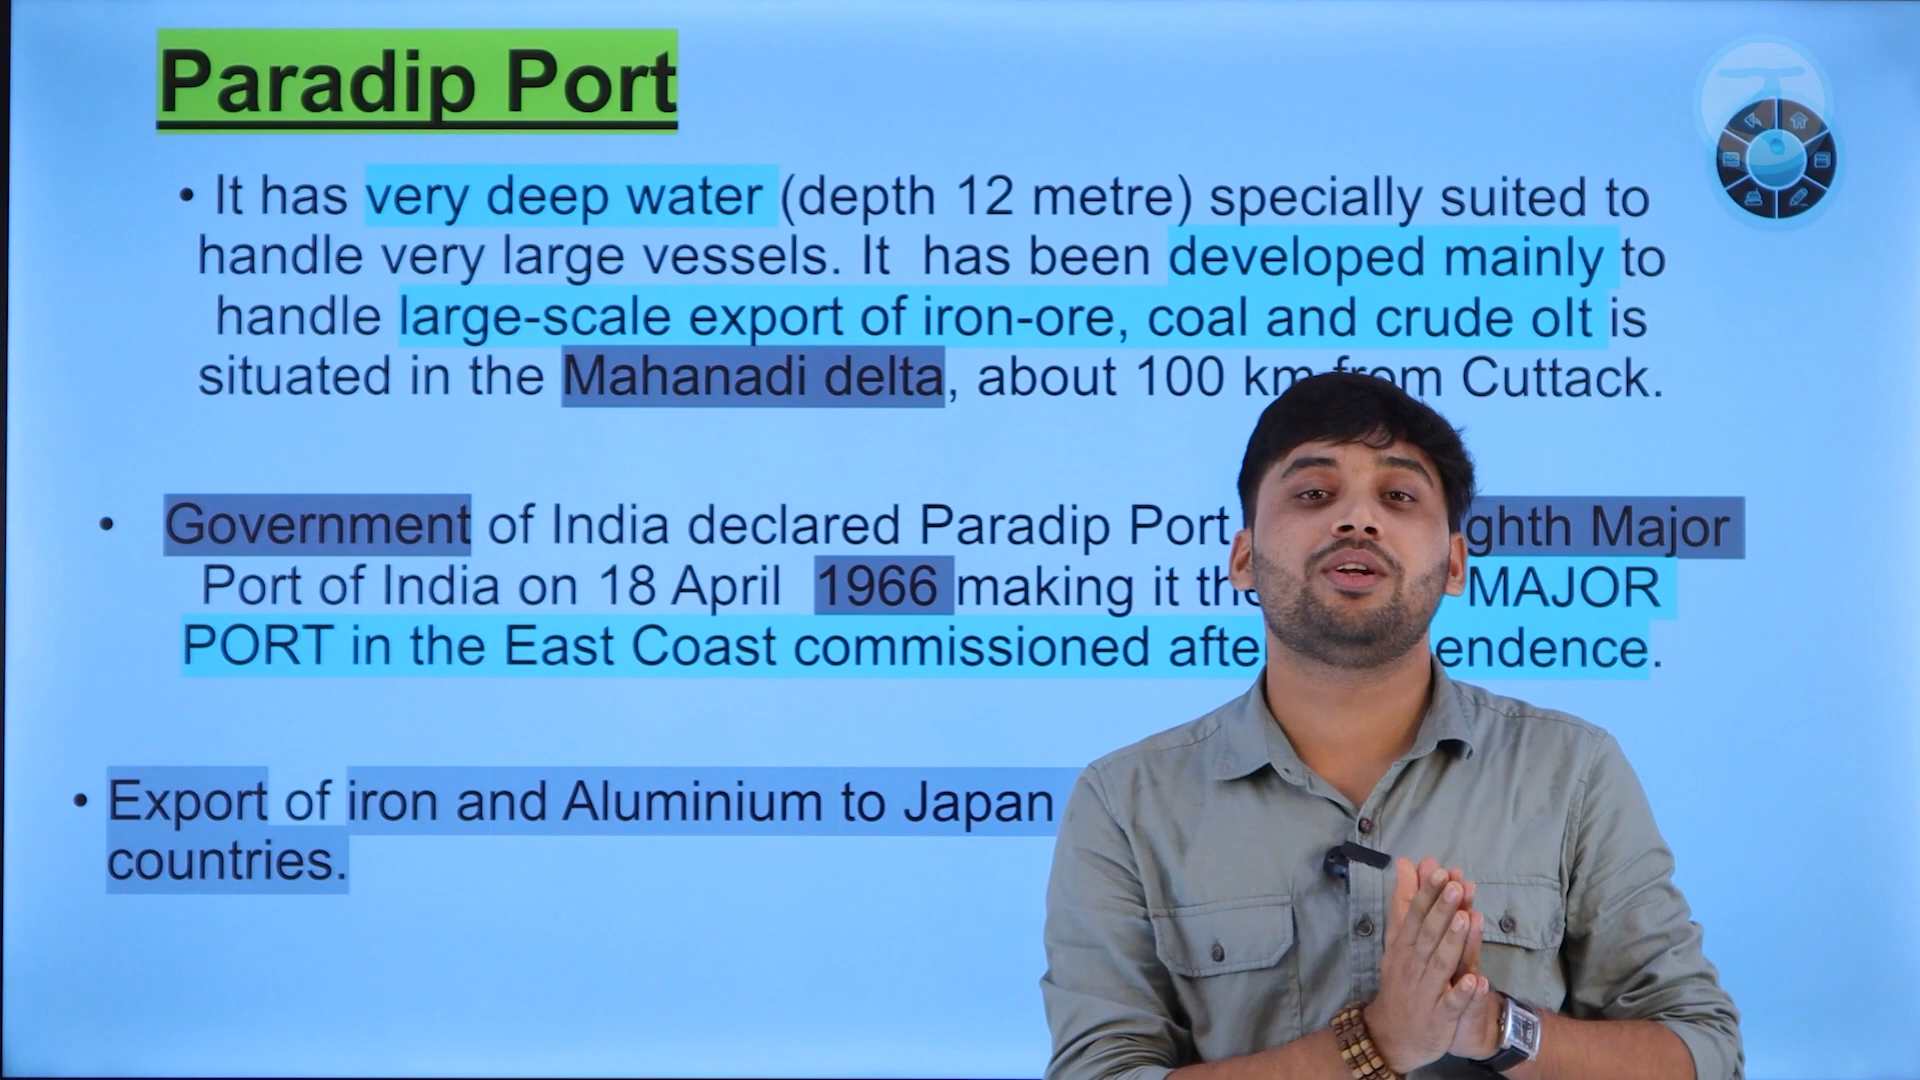 Paradip Port
• It has very deep water (depth 12 metre) specially suited to
handle very large vessels. It has been developed mainly to
handle large-scale export of iron-ore, coal and crude oIt is
situated in the Mahanadi delta, about 100 km from Cuttack.
• Government of India declared Paradip Port ghth Major
Port of India on 18 April 1966 making it MAJOR
PORT in the East Coast commissioned endence.
• Export of iron and Aluminium to Japan
countries.